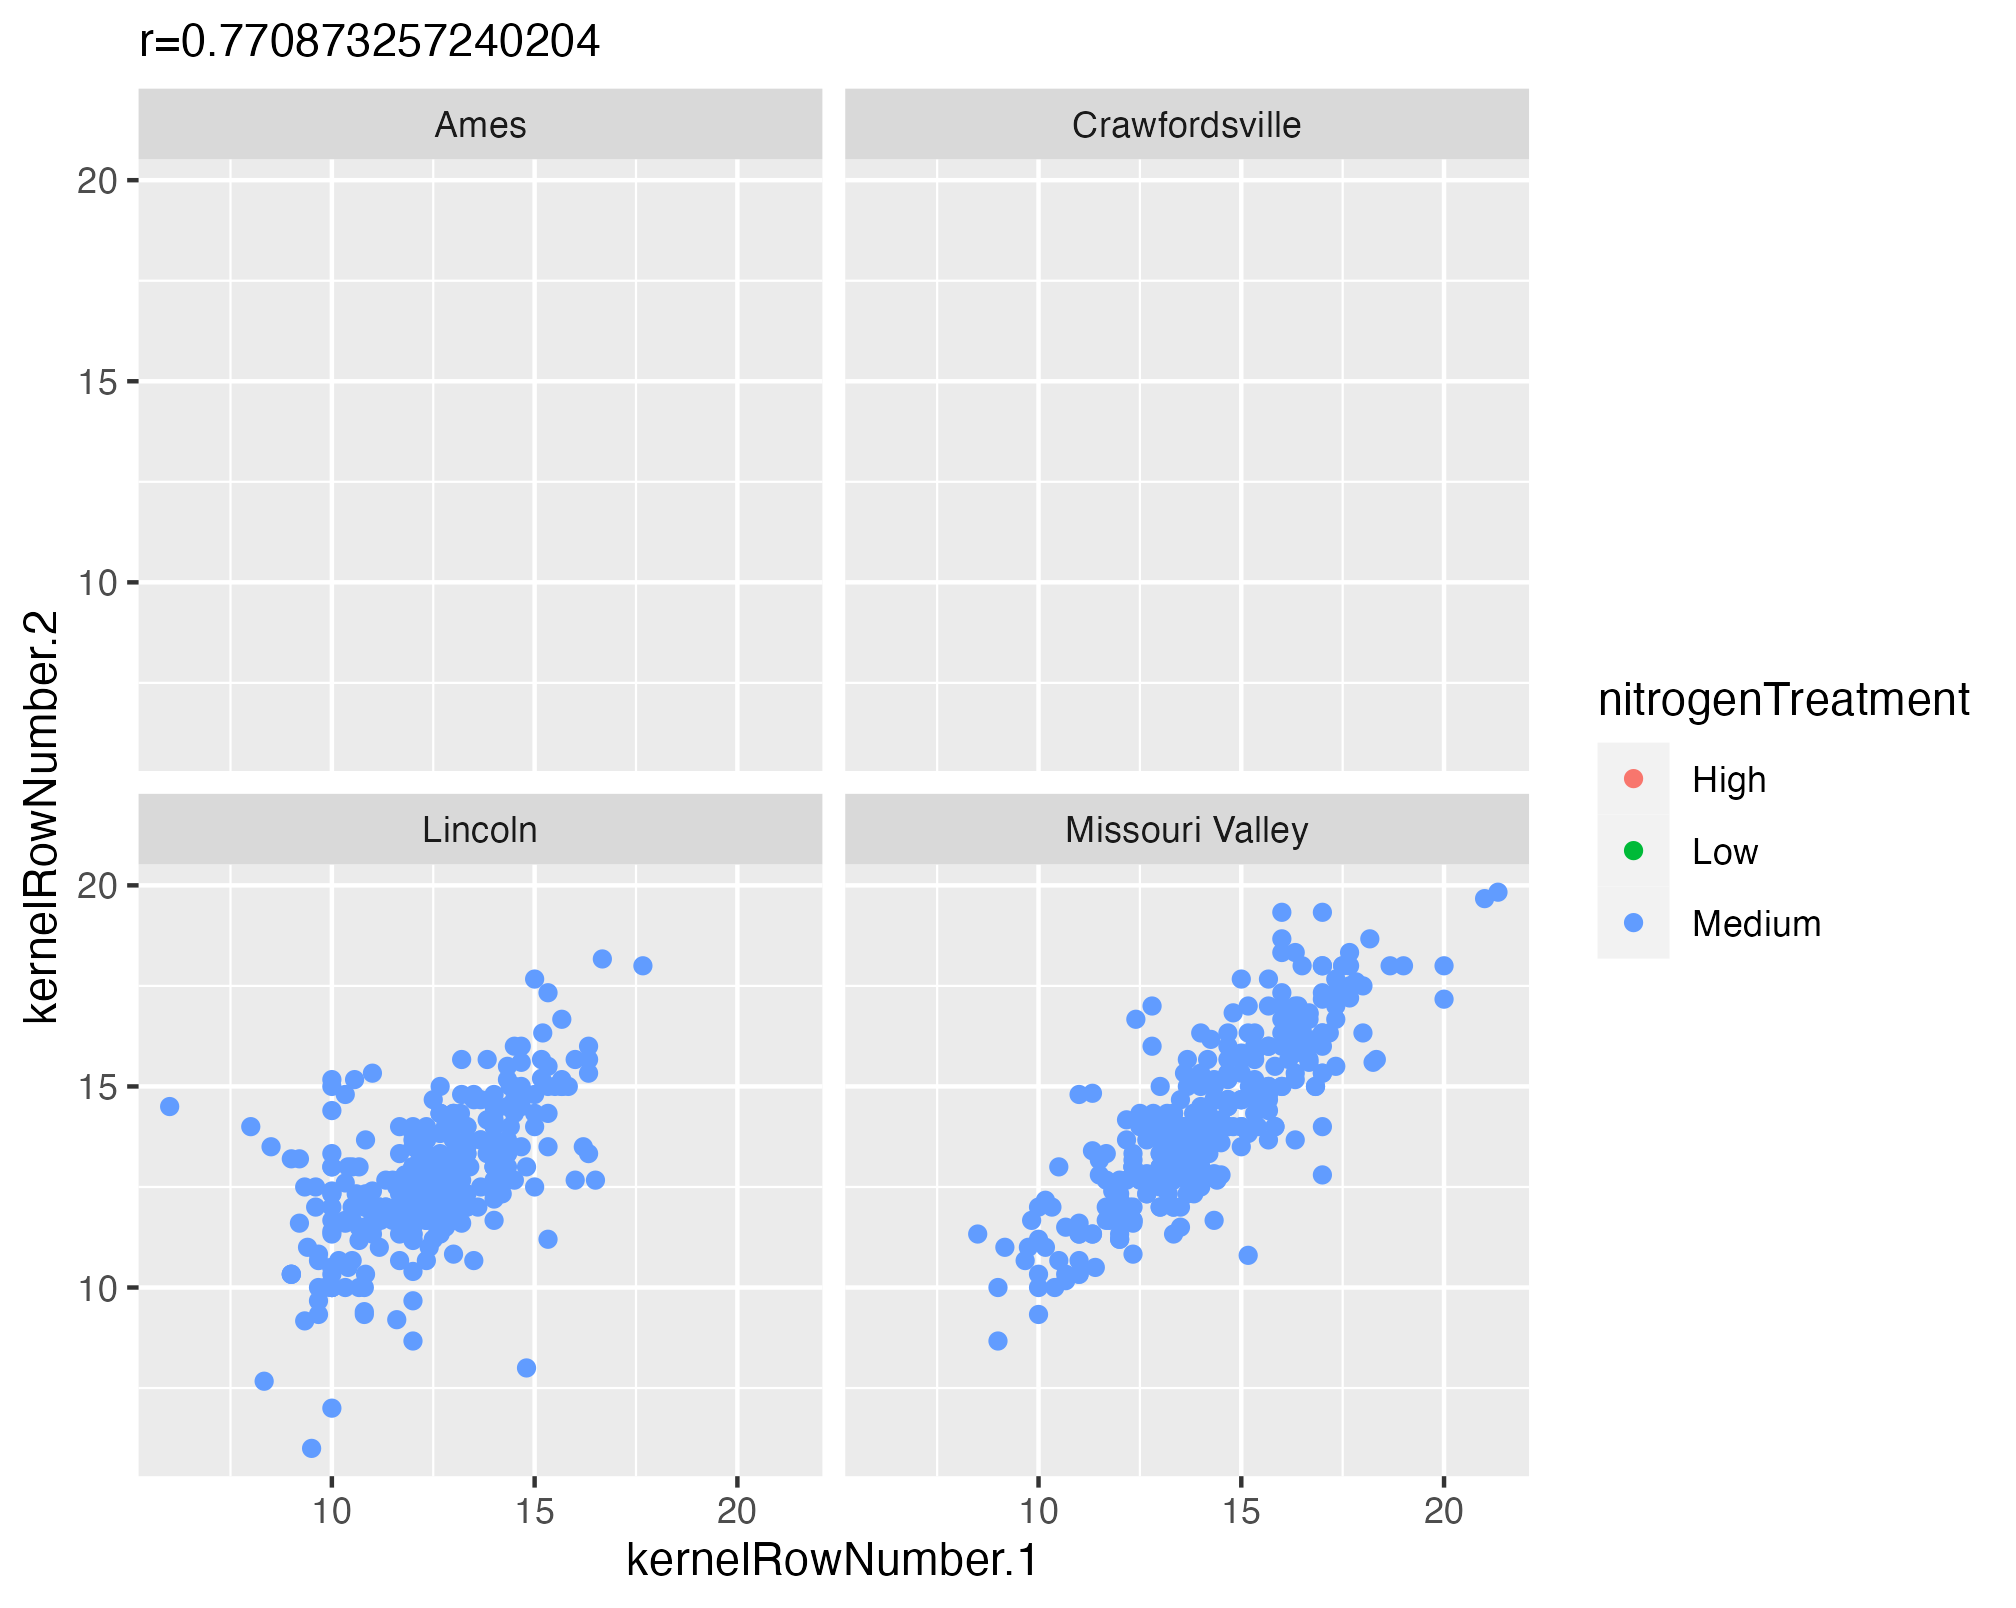 r=0.770873257240204
Ames
Crawfordsville
20
15
10
Lincoln
Missouri Valley
20
15
10
10
15
20
10
15
20
kernelRowNumber.1
kernelRowNumber.2
nitrogenTreatment
High
Low
Medium